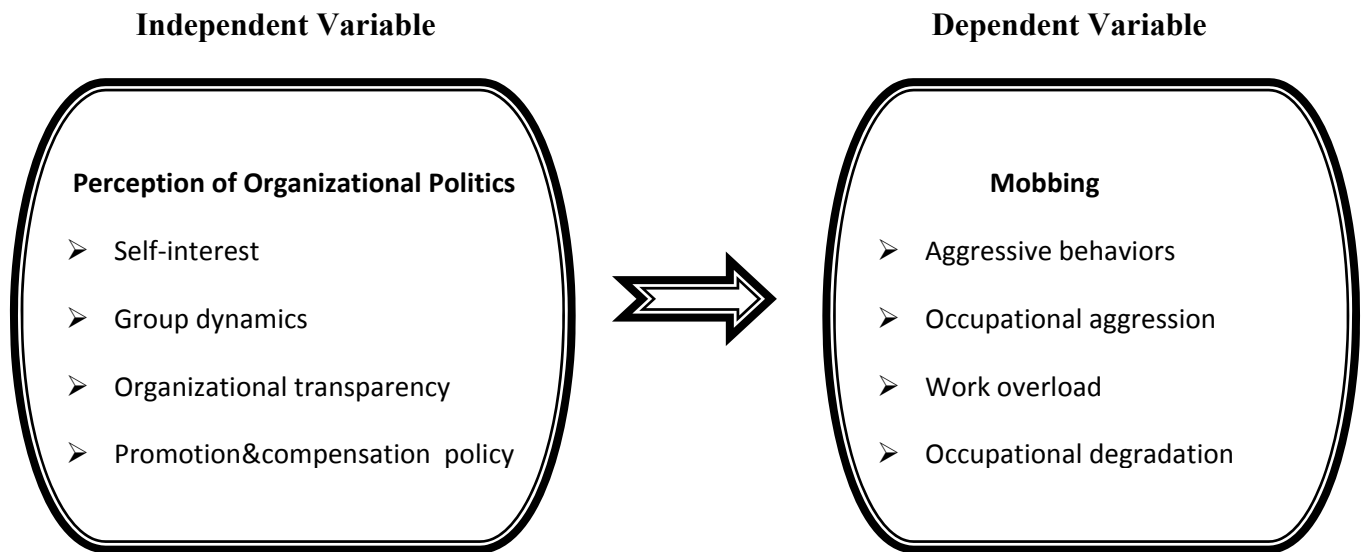 Independent Variable
Dependent Variable
Perception of Organizational Politics
➢ Self-interest
➢ Group dynamics
➢ Organizational transparency
➢ Promotion&compensation policy
Mobbing
➢ Aggressive behaviors
➢ Occupational aggression
➢ Work overload
➢ Occupational degradation